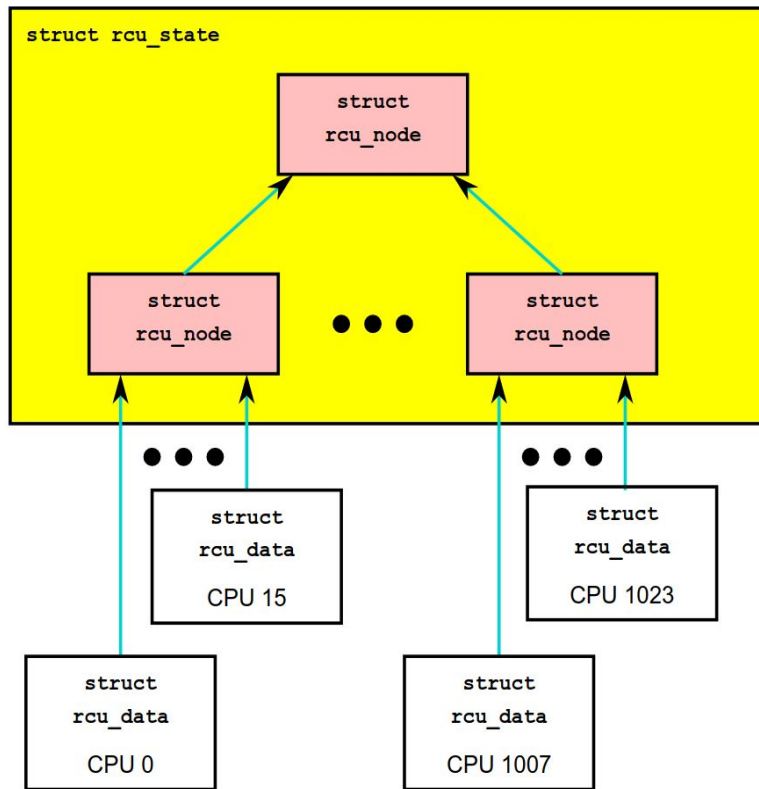 struct rcu_state
struct
rcu_node
struct
rcu_node
struct
rcu_node
struct
rcu_data
CPU 15
struct
rcu_data
CPU 1023
struct
rcu_data
CPU 0
struct
rcu_data
CPU 1007